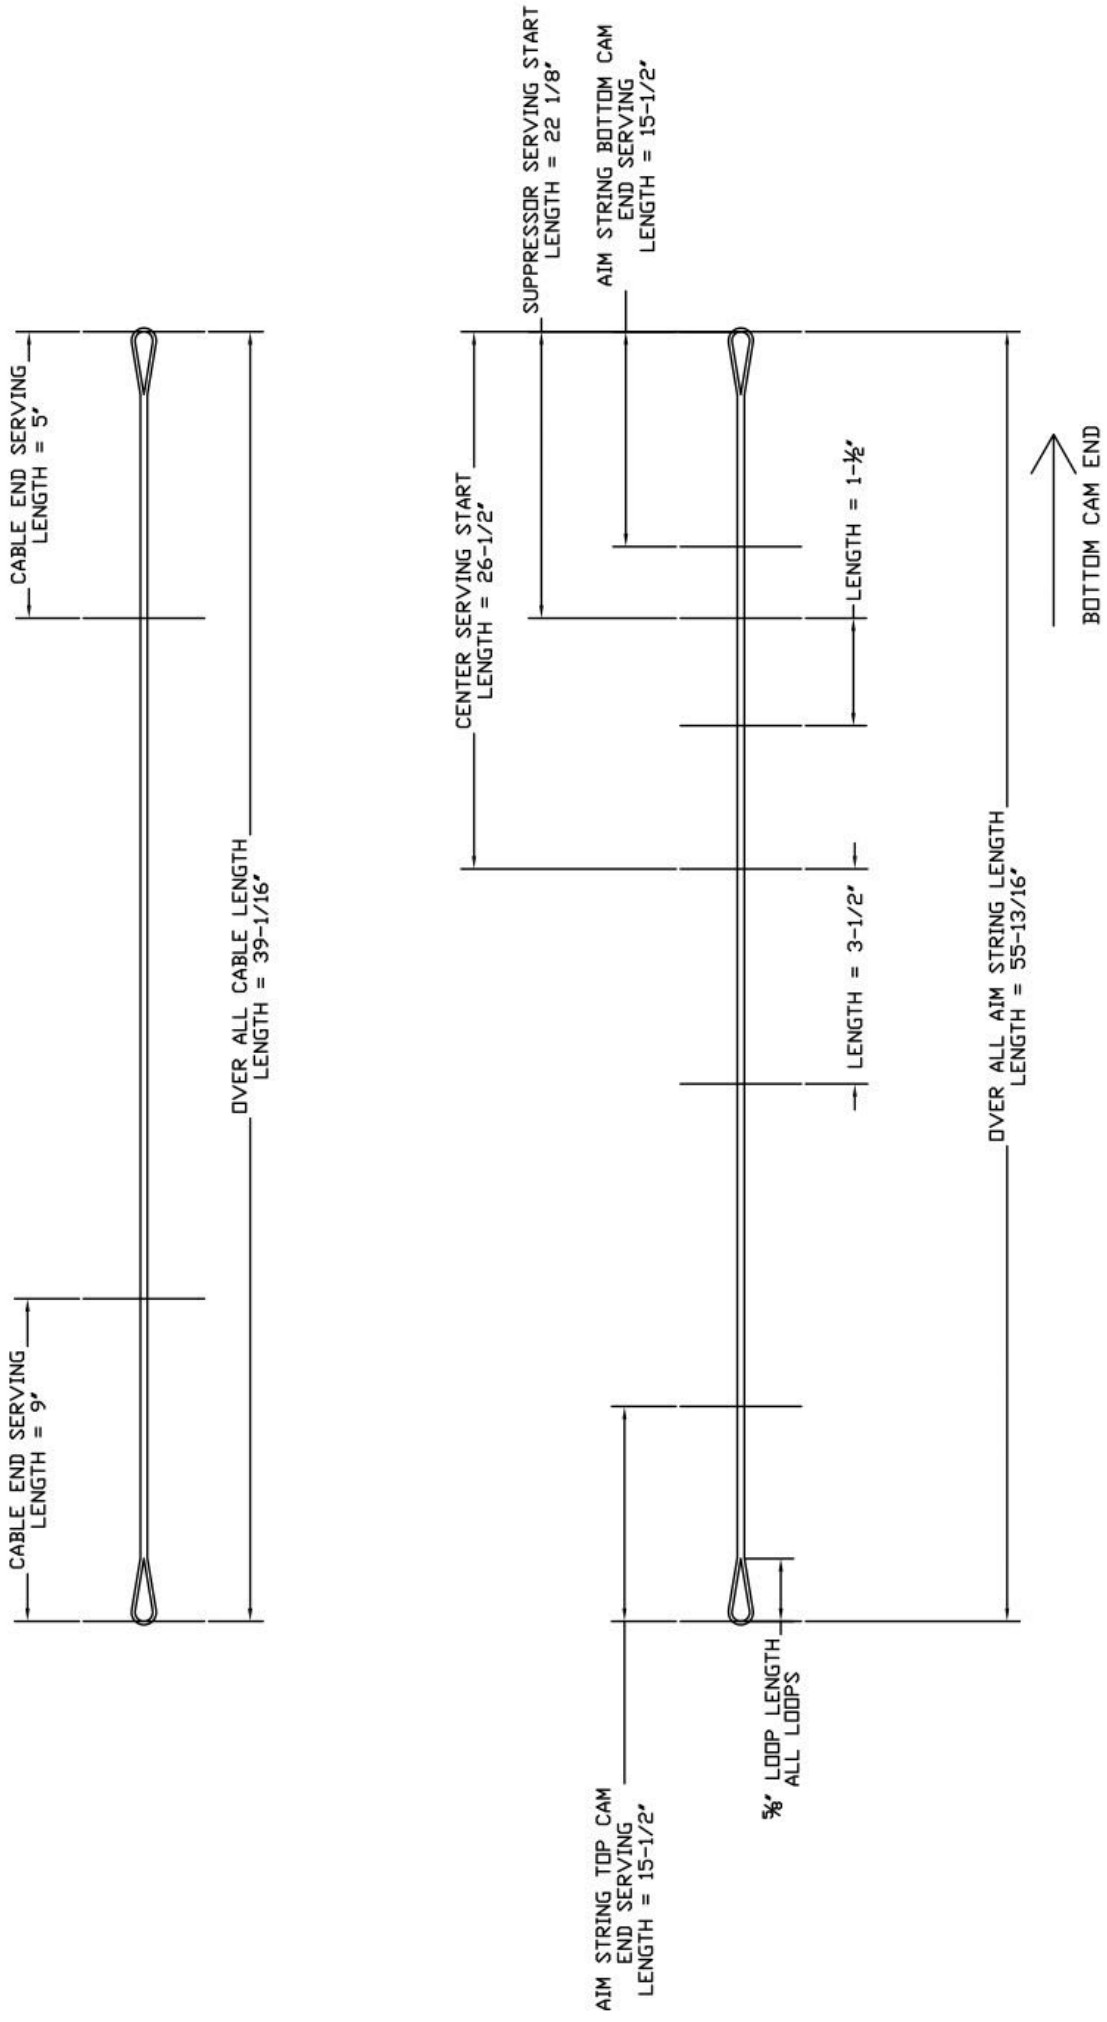 CABLE END SERVING
LENGTH = 9"
CABLE END SERVING
LENGTH = 5"
OVER ALL CABLE LENGTH
LENGTH = 39-1/16"
CENTER SERVING START
LENGTH = 26-1/2"
SUPPRESSOR SERVING START
LENGTH = 22 1/8"
AIM STRING TOP CAM
END SERVING
LENGTH = 15-1/2"
AIM STRING BOTTOM CAM
END SERVING
LENGTH = 15-1/2"
⅝" LOOP LENGTH
ALL LOOPS
LENGTH = 3-1/2"
LENGTH = 1-½"
OVER ALL AIM STRING LENGTH
LENGTH = 55-13/16"
BOTTOM CAM END